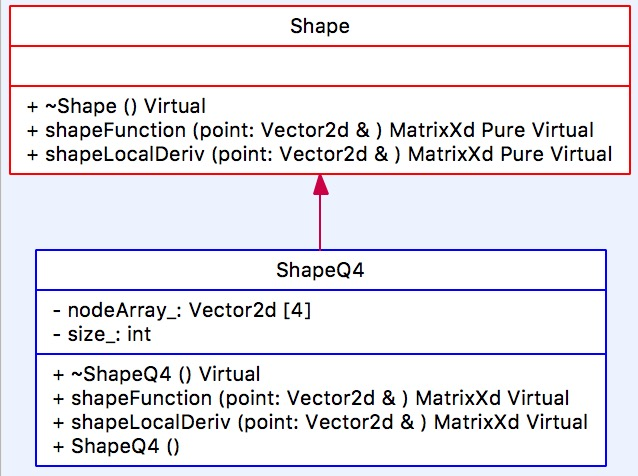 Shape
+ ~Shape () Virtual
+ shapeFunction (point: Vector2d & ) MatrixXd Pure Virtual
+ shapeLocalDeriv (point: Vector2d & ) MatrixXd Pure Virtual
ShapeQ4
- nodeArray_: Vector2d [4]
- size_: int
+ ~ShapeQ4 () Virtual
+ shapeFunction (point: Vector2d & ) MatrixXd Virtual
+ shapeLocalDeriv (point: Vector2d & ) MatrixXd Virtual
+ ShapeQ4 ()